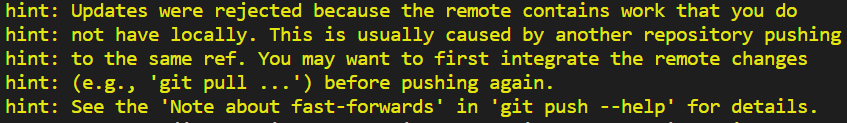 hint: Updates were rejected because the remote contains work that you do
hint: not have locally. This is usually caused by another repository pushing
hint: to the same ref. You may want to first integrate the remote changes
hint: (e.g., 'git pull ...') before pushing again.
hint: See the 'Note about fast-forwards' in 'git push --help' for details.